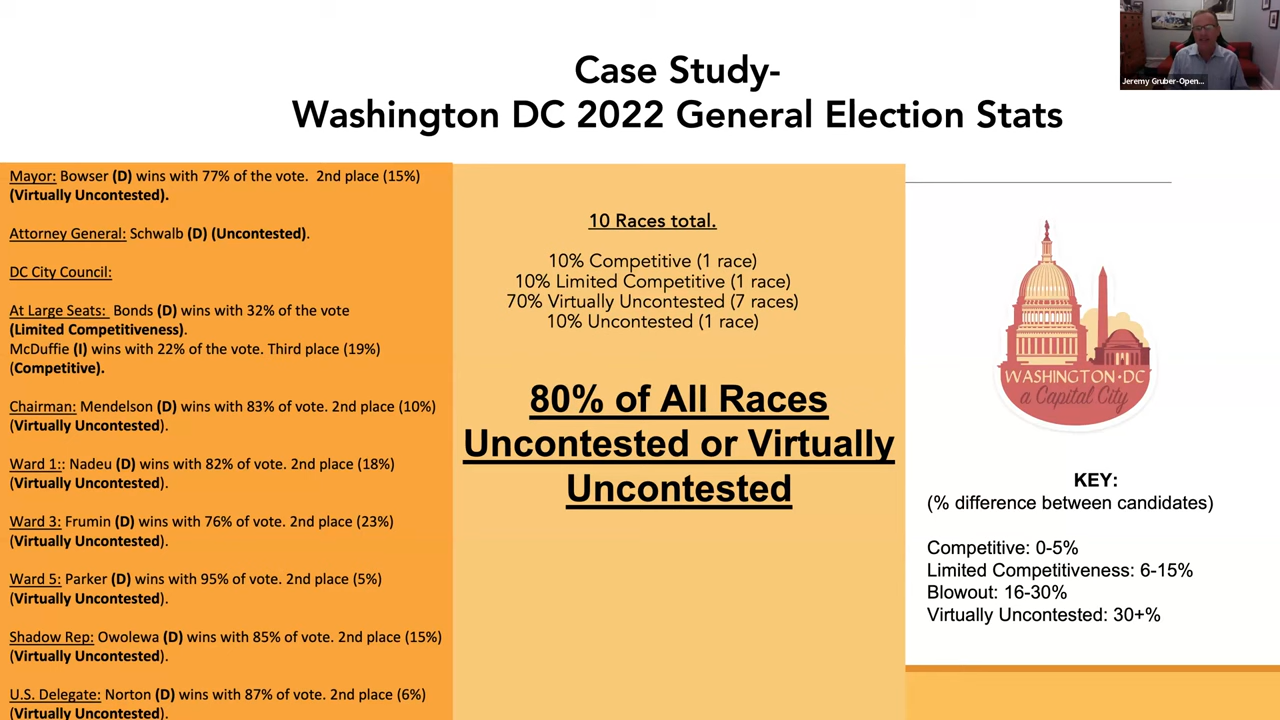 Case Study-
Washington DC 2022 General Election Stats
Jeremy Gruber-Open...
Mayor: Bowser (D) wins with 77% of the vote.  2nd place (15%)
(Virtually Uncontested).
Attorney General: Schwalb (D) (Uncontested).
DC City Council:
At Large Seats:  Bonds (D) wins with 32% of the vote
(Limited Competitiveness).
McDuffie (I) wins with 22% of the vote. Third place (19%)
(Competitive).
Chairman: Mendelson (D) wins with 83% of vote. 2nd place (10%)
(Virtually Uncontested).
Ward 1:: Nadeu (D) wins with 82% of vote. 2nd place (18%)
(Virtually Uncontested).
Ward 3: Frumin (D) wins with 76% of vote. 2nd place (23%)
(Virtually Uncontested).
Ward 5: Parker (D) wins with 95% of vote. 2nd place (5%)
(Virtually Uncontested).
Shadow Rep: Owolewa (D) wins with 85% of vote. 2nd place (15%)
(Virtually Uncontested).
U.S. Delegate: Norton (D) wins with 87% of vote. 2nd place (6%)
(Virtually Uncontested).
10 Races total.
10% Competitive (1 race)
10% Limited Competitive (1 race)
70% Virtually Uncontested (7 races)
10% Uncontested (1 race)
80% of All Races
Uncontested or Virtually
Uncontested
WASHINGTON•DC
a Capital City
KEY:
(% difference between candidates)
Competitive: 0-5%
Limited Competitiveness: 6-15%
Blowout: 16-30%
Virtually Uncontested: 30+%